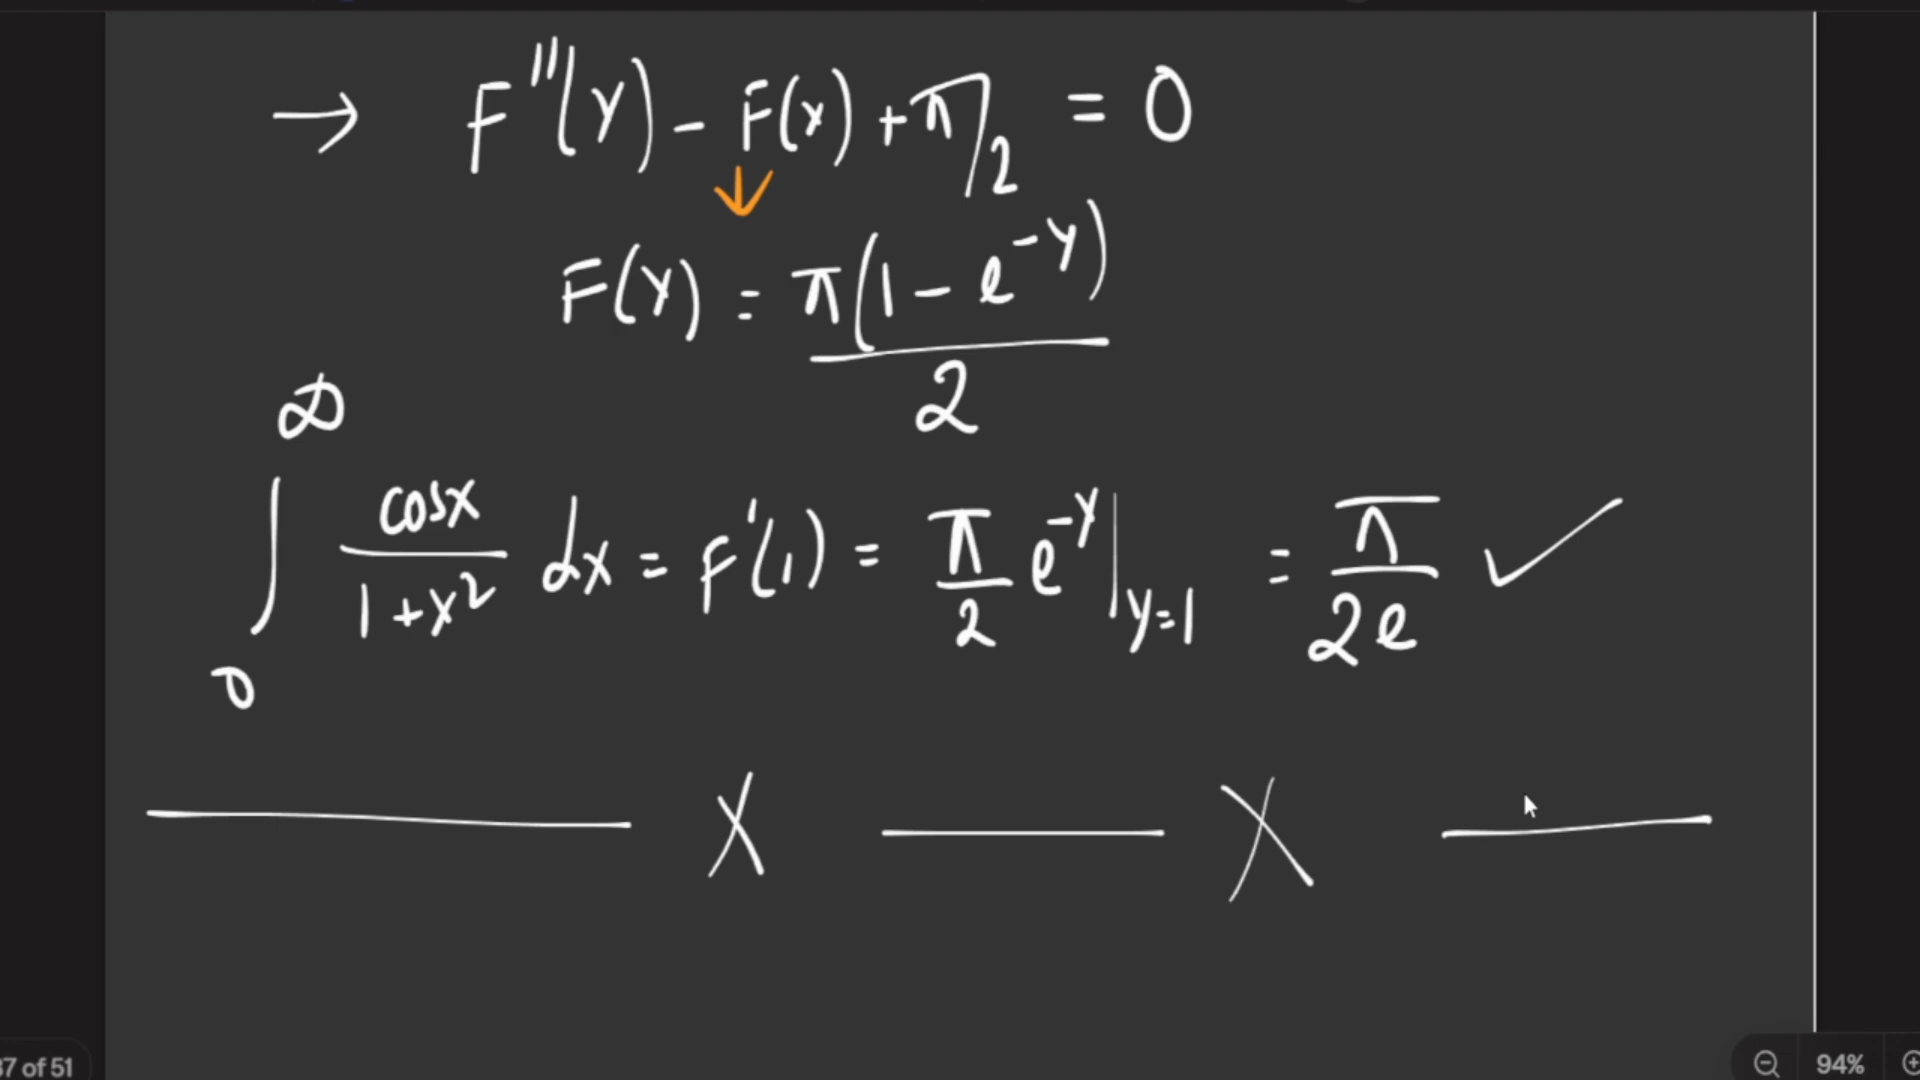 → F''(y) - F(y) + π/2 = 0
F(y) = π(1 - e^-y) / 2
∫₀^∞ cosx / 1+x² dx = F'(1) = π/2 e^-y |y=1 = π/2e ✓
—— X —— X ——
37 of 51
94%